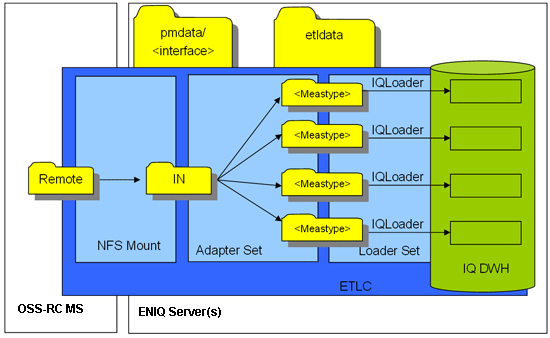 pmdata/
<interface>
etldata
<Meastype>
IQLoader
<Meastype>
IQLoader
Remote
IN
<Meastype>
IQLoader
<Meastype>
IQLoader
NFS Mount
Adapter Set
Loader Set
IQ DWH
ETLC
OSS-RC MS
ENIQ Server(s)